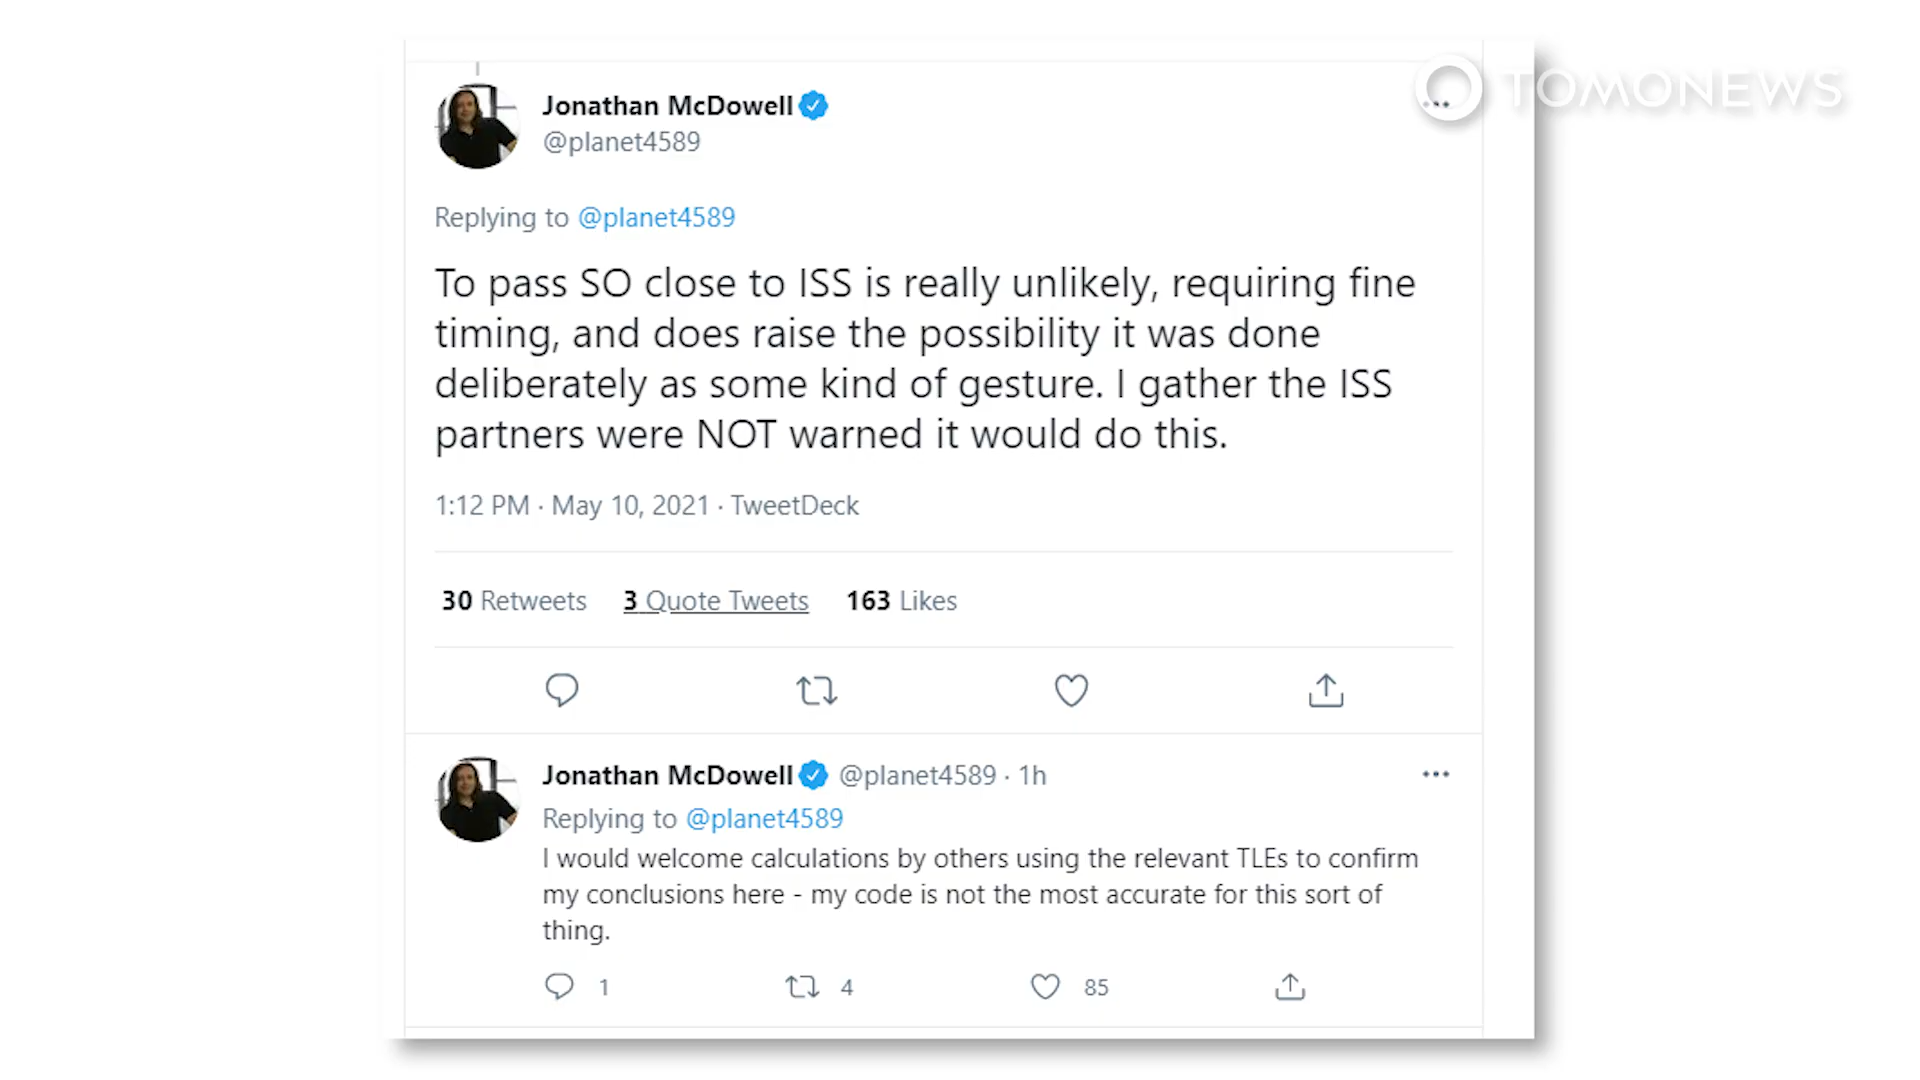 TOMONEWS
Jonathan McDowell
@planet4589
Replying to @planet4589
To pass SO close to ISS is really unlikely, requiring fine
timing, and does raise the possibility it was done
deliberately as some kind of gesture. I gather the ISS
partners were NOT warned it would do this.
1:12 PM · May 10, 2021 · TweetDeck
30 Retweets 3 Quote Tweets 163 Likes
Jonathan McDowell @planet4589 · 1h
Replying to @planet4589
I would welcome calculations by others using the relevant TLEs to confirm
my conclusions here - my code is not the most accurate for this sort of
thing.
1 4 85